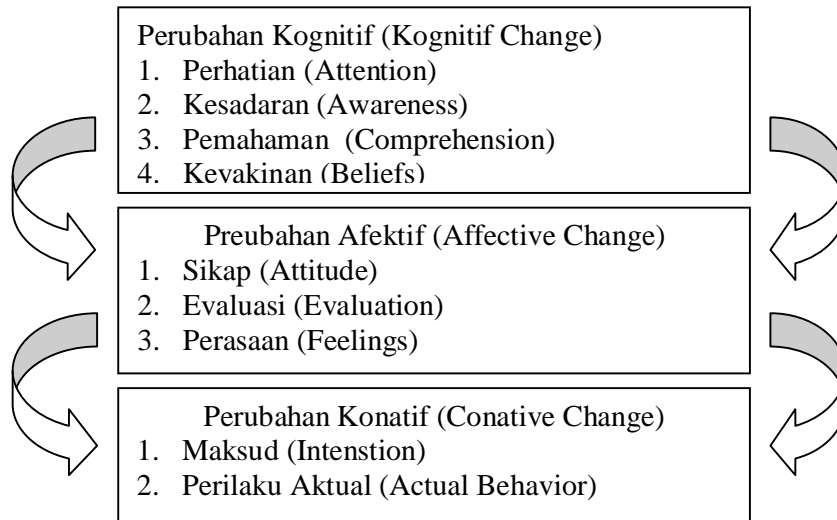 Perubahan Kognitif (Kognitif Change)
1. Perhatian (Attention)
2. Kesadaran (Awareness)
3. Pemahaman (Comprehension)
4. Keyakinan (Beliefs)
Preubahan Afektif (Affective Change)
1. Sikap (Attitude)
2. Evaluasi (Evaluation)
3. Perasaan (Feelings)
Perubahan Konatif (Conative Change)
1. Maksud (Intenstion)
2. Perilaku Aktual (Actual Behavior)